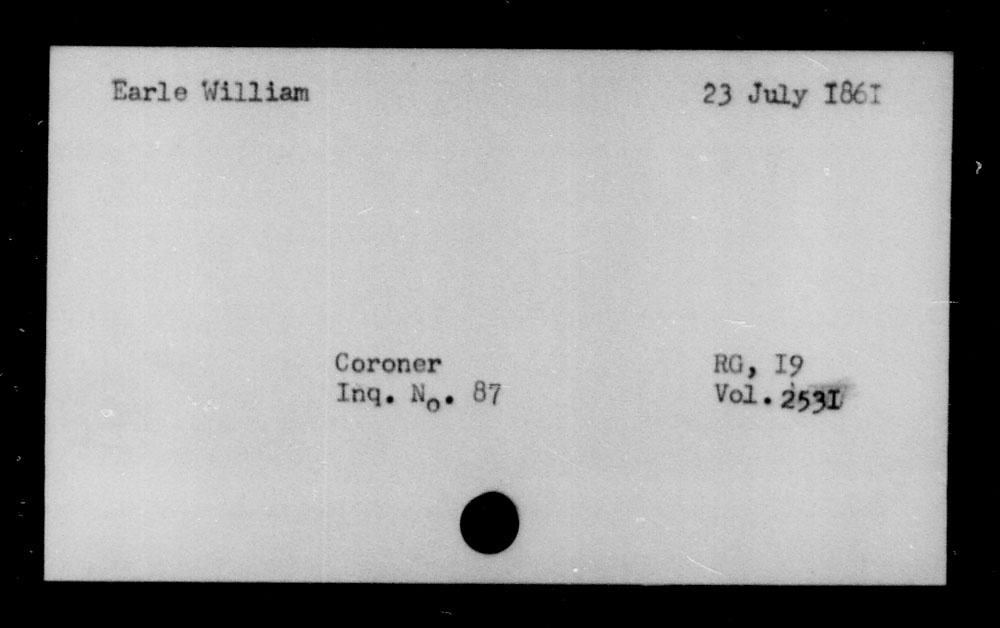 Earle William 23 July I86I
Coroner RG, I9
Inq. No. 87 Vol. 253I